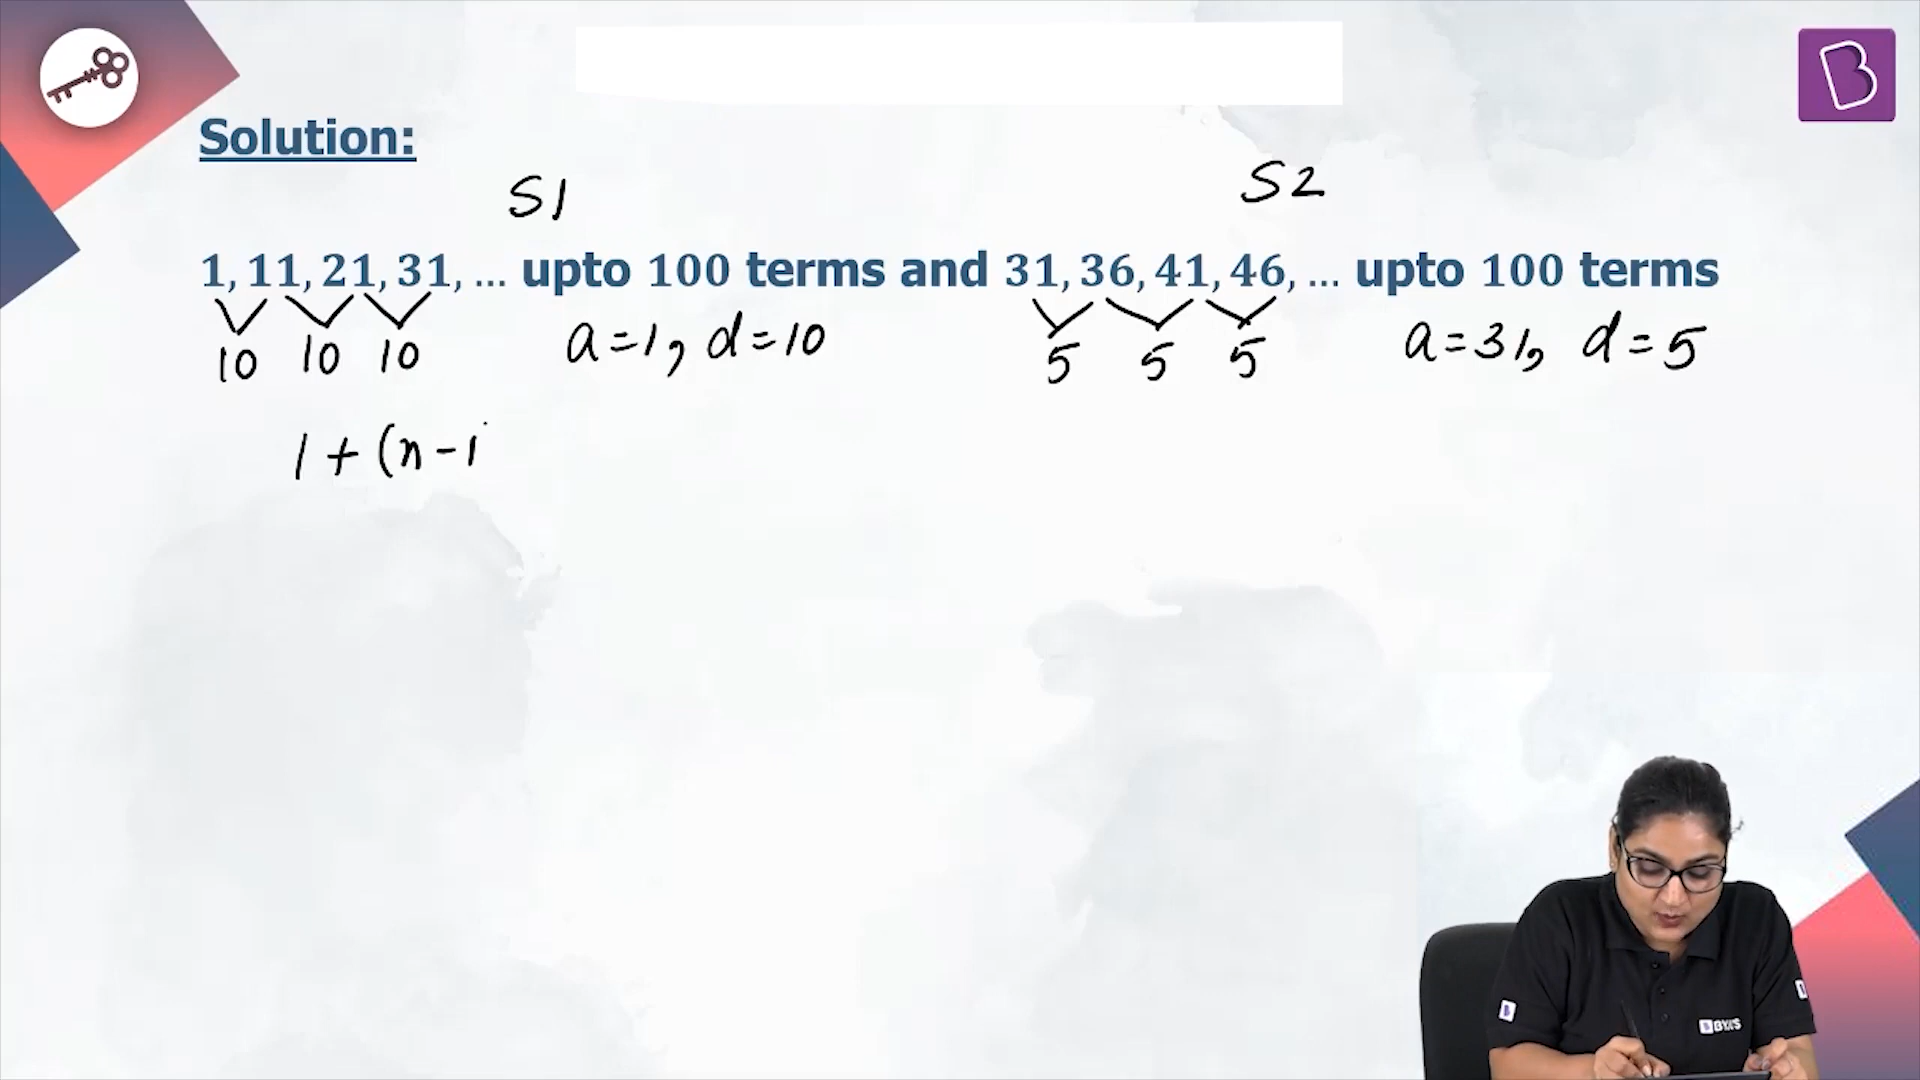 Solution:
S1 S2
1, 11, 21, 31, ... upto 100 terms and 31, 36, 41, 46, ... upto 100 terms
10 10 10 a=1, d=10 5 5 5 a=31, d=5
1 + (n-1
B BYJU'S